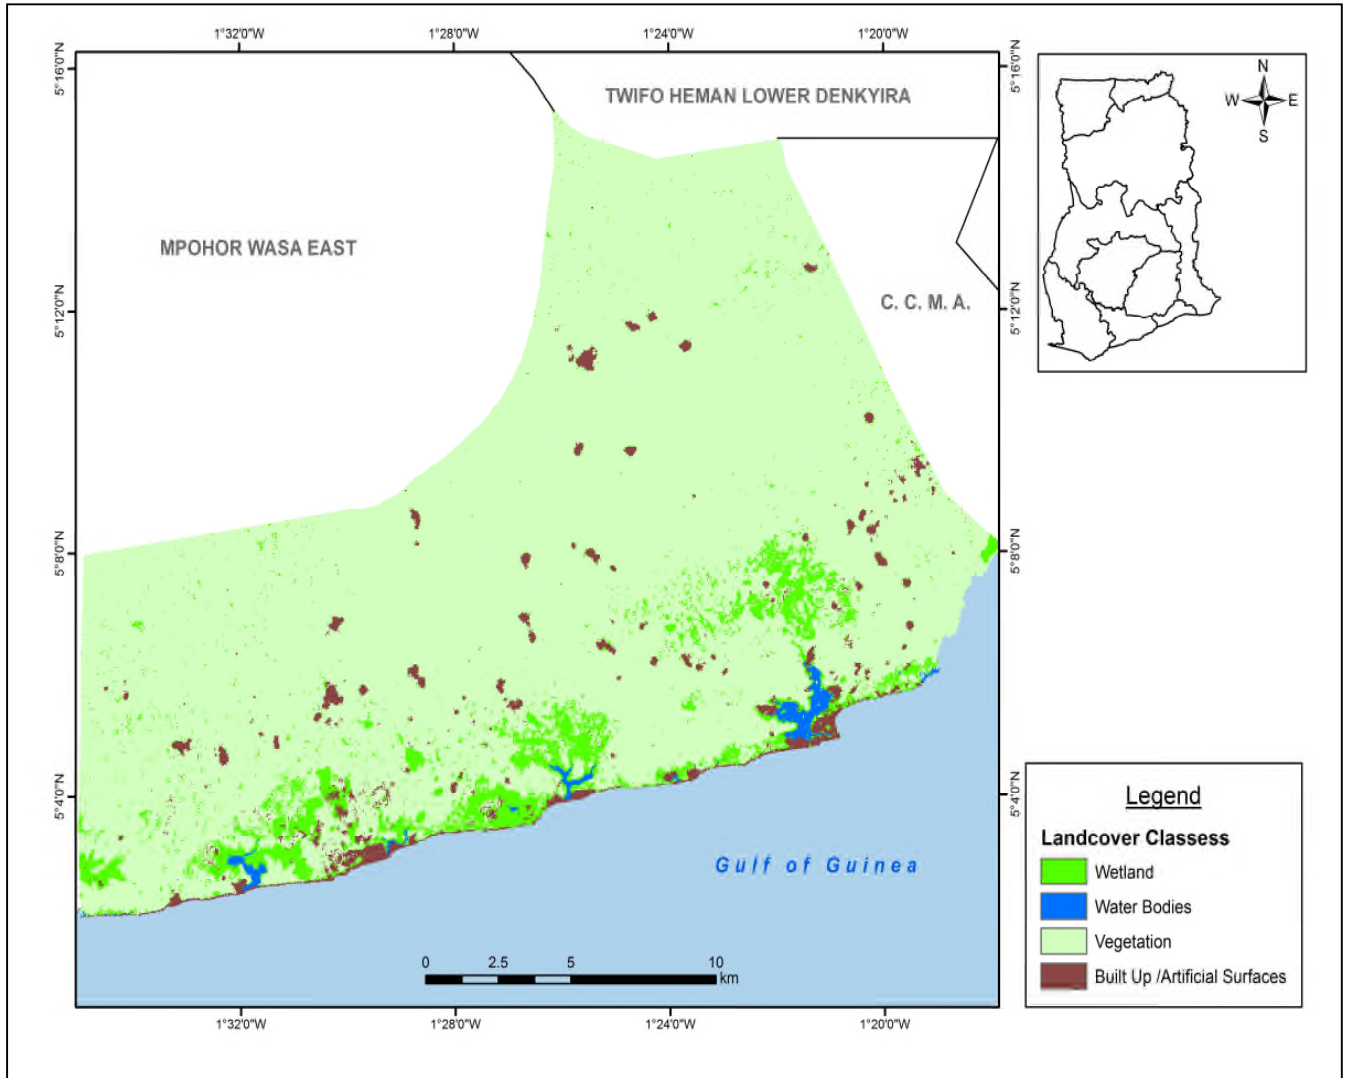 1°32'0"W 1°28'0"W 1°24'0"W 1°20'0"W
5°16'0"N
5°16'0"N
N
W E
S
TWIFO HEMAN LOWER DENKYIRA
MPOHOR WASA EAST
C. C. M. A.
5°12'0"N
5°12'0"N
5°8'0"N
5°8'0"N
5°4'0"N
5°4'0"N
Gulf of Guinea
0 2.5 5 10
km
Legend
Landcover Classess
Wetland
Water Bodies
Vegetation
Built Up /Artificial Surfaces
1°32'0"W 1°28'0"W 1°24'0"W 1°20'0"W